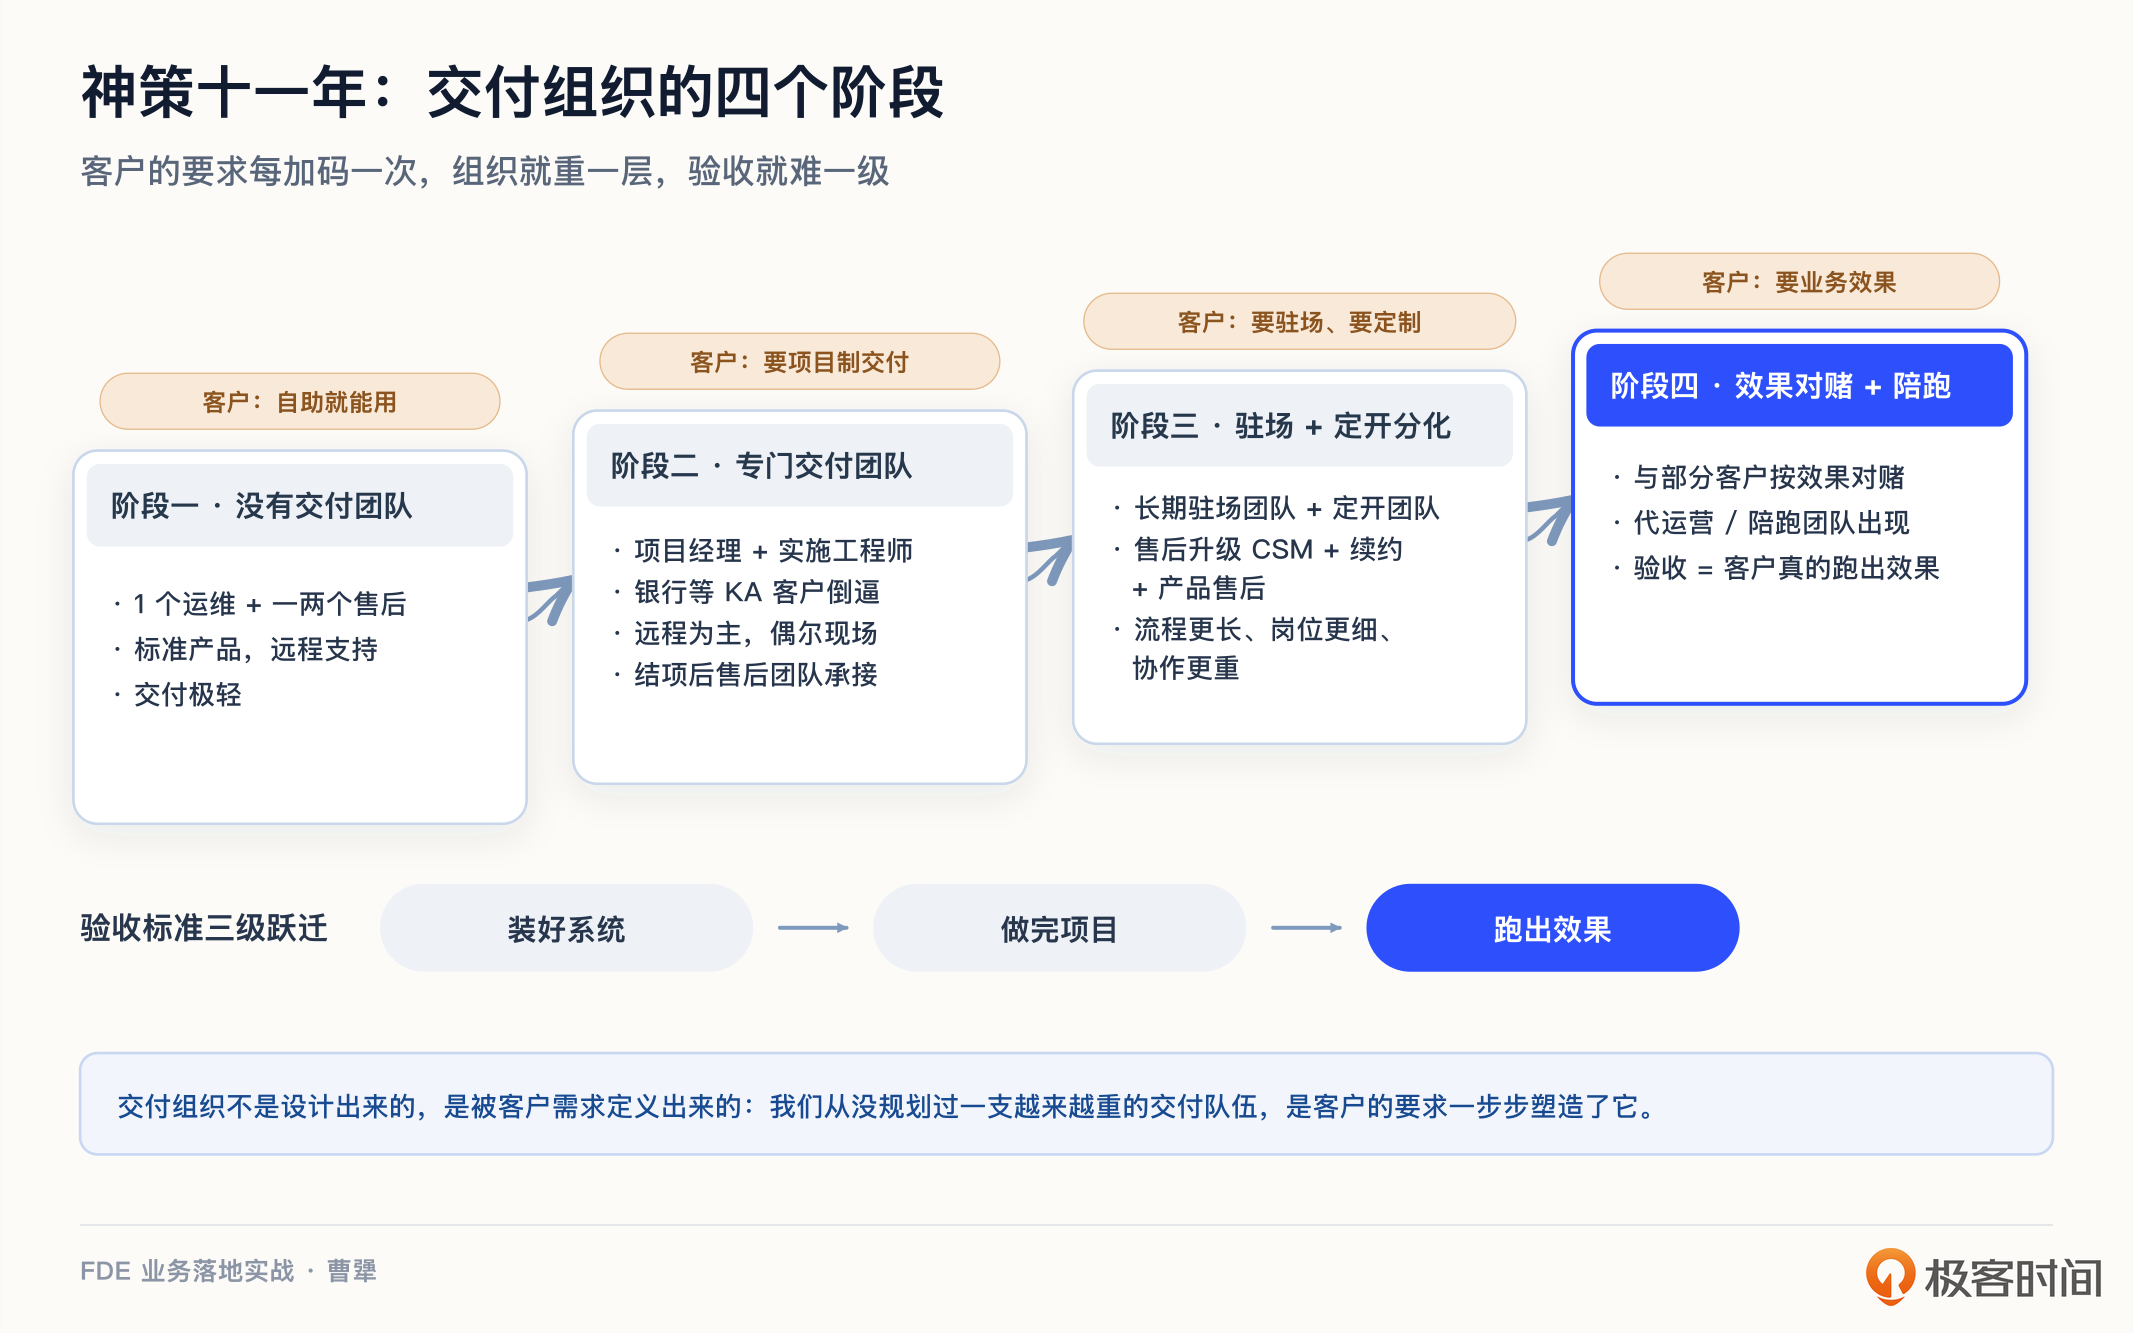 神策十一年：交付组织的四个阶段
客户的要求每加码一次，组织就重一层，验收就难一级
客户：自助就能用
阶段一 · 没有交付团队
· 1 个运维 + 一两个售后
· 标准产品，远程支持
· 交付极轻
客户：要项目制交付
阶段二 · 专门交付团队
· 项目经理 + 实施工程师
· 银行等 KA 客户倒逼
· 远程为主，偶尔现场
· 结项后售后团队承接
客户：要驻场、要定制
阶段三 · 驻场 + 定开分化
· 长期驻场团队 + 定开团队
· 售后升级 CSM + 续约
+ 产品售后
· 流程更长、岗位更细、
协作更重
客户：要业务效果
阶段四 · 效果对赌 + 陪跑
· 与部分客户按效果对赌
· 代运营 / 陪跑团队出现
· 验收 = 客户真的跑出效果
验收标准三级跃迁
装好系统
做完项目
跑出效果
交付组织不是设计出来的，是被客户需求定义出来的：我们从没规划过一支越来越重的交付队伍，是客户的要求一步步塑造了它。
FDE 业务落地实战 · 曹犟
极客时间